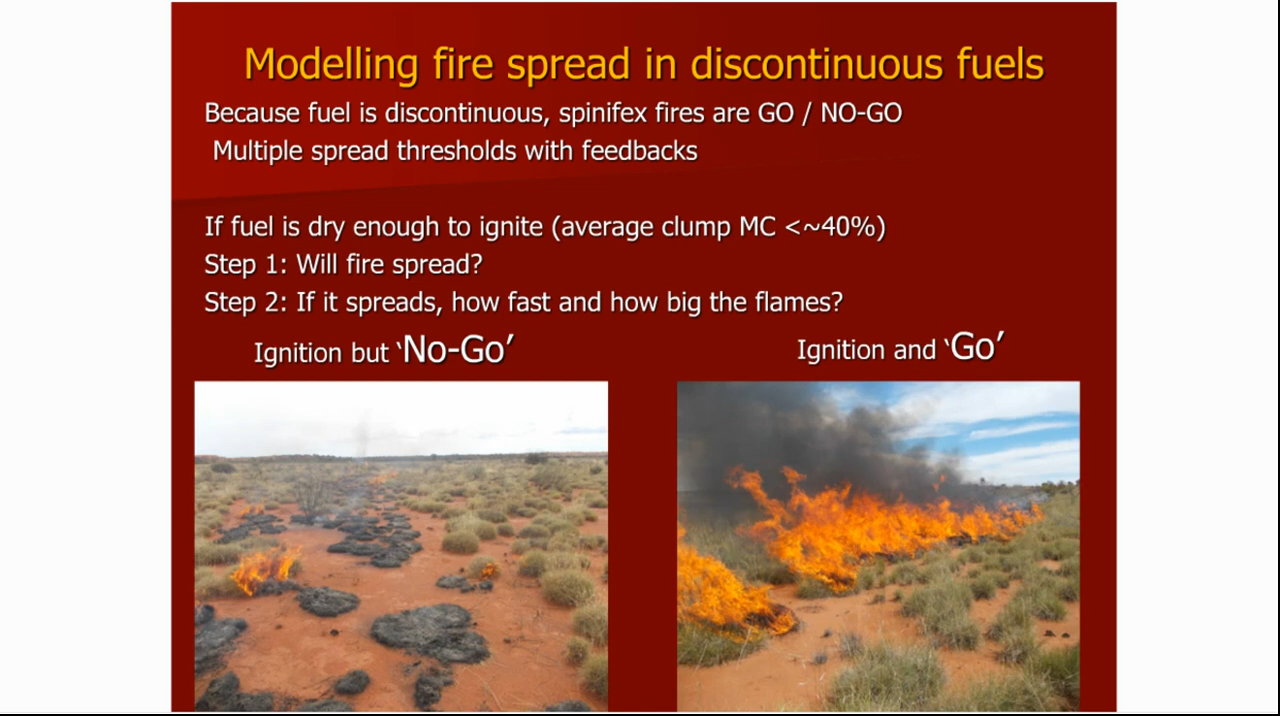 Modelling fire spread in discontinuous fuels
Because fuel is discontinuous, spinifex fires are GO / NO-GO
Multiple spread thresholds with feedbacks
If fuel is dry enough to ignite (average clump MC <~40%)
Step 1: Will fire spread?
Step 2: If it spreads, how fast and how big the flames?
Ignition but ‘No-Go’
Ignition and ‘Go’